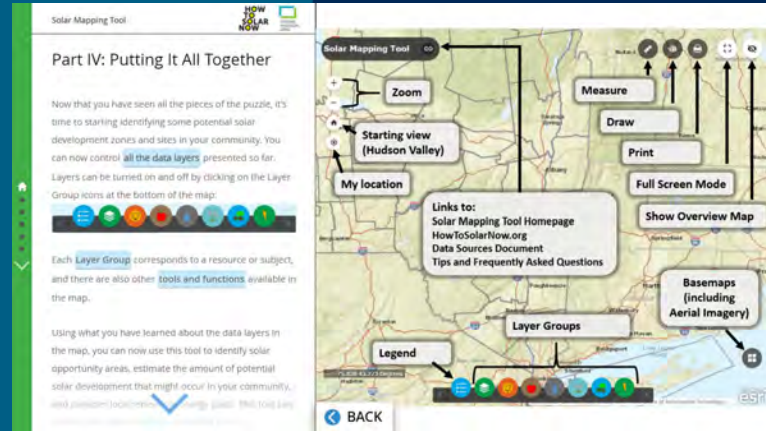 Solar Mapping Tool
HOW
TO
SOLAR
NOW
Part IV: Putting It All Together
Now that you have seen all the pieces of the puzzle, it's
time to starting identifying some potential solar
development zones and sites in your community. You
can now control all the data layers presented so far.
Layers can be turned on and off by clicking on the Layer
Group icons at the bottom of the map:
Each Layer Group corresponds to a resource or subject,
and there are also other tools and functions available in
the map.
Using what you have learned about the data layers in
the map, you can now use this tool to identify solar
opportunity areas, estimate the amount of potential
solar development that might occur in your community,
Solar Mapping Tool
Zoom
Starting view
(Hudson Valley)
My location
Measure
Draw
Print
Full Screen Mode
Show Overview Map
Links to:
Solar Mapping Tool Homepage
HowToSolarNow.org
Data Sources Document
Tips and Frequently Asked Questions
Basemaps
(including
Aerial Imagery)
Layer Groups
Legend
esri
BACK